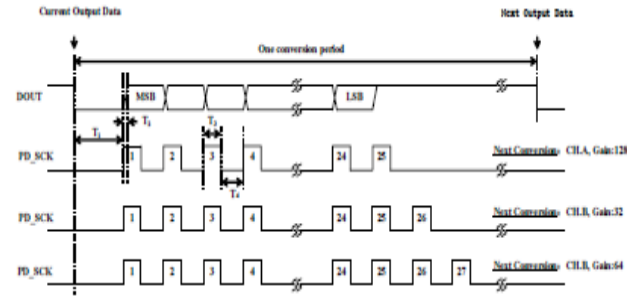 Current Output Data
Next Output Data
One conversion period
DOUT
MSB
LSB
T1
T2
T3
PD_SCK
1 2 3 4 24 25
Next Conversion: CH.A, Gain:128
T4
PD_SCK
1 2 3 4 24 25 26
Next Conversion: CH.B, Gain:32
PD_SCK
1 2 3 4 24 25 26 27
Next Conversion: CH.B, Gain:64